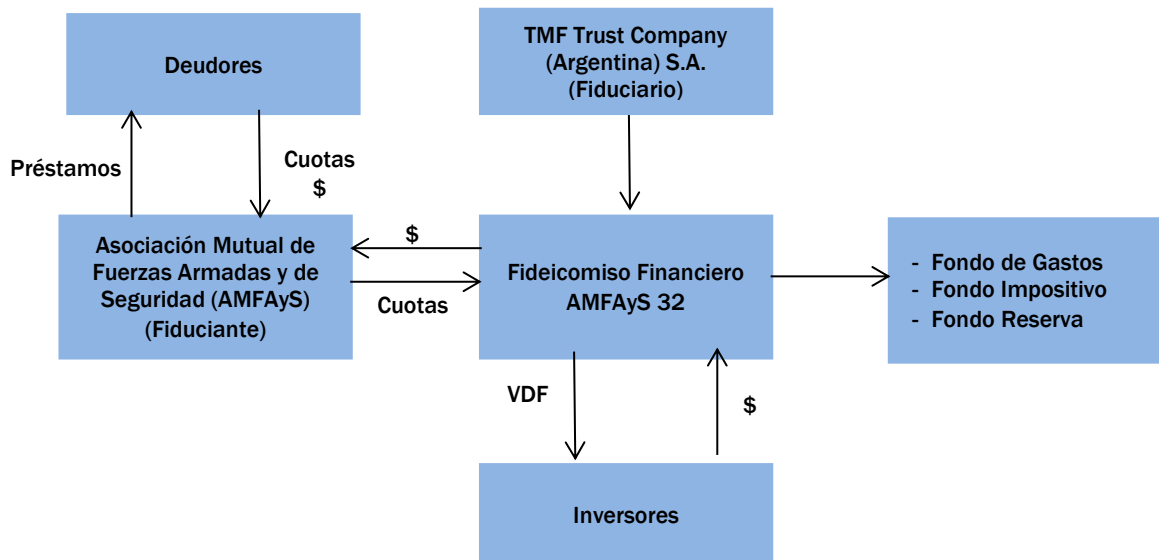 Deudores
TMF Trust Company
(Argentina) S.A.
(Fiduciario)
Préstamos
Cuotas
$
Asociación Mutual de
Fuerzas Armadas y de
Seguridad (AMFAyS)
(Fiduciante)
$
Cuotas
Fideicomiso Financiero
AMFAyS 32
- Fondo de Gastos
- Fondo Impositivo
- Fondo Reserva
VDF
$
Inversores